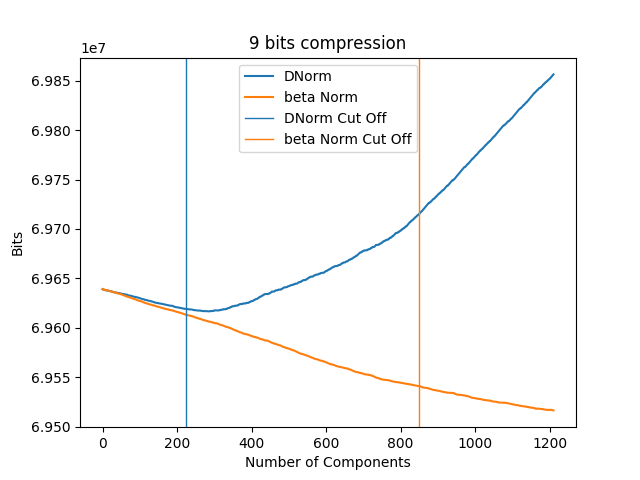 9 bits compression
1e7
6.985
6.980
6.975
6.970
6.965
6.960
6.955
6.950
Bits
DNorm
beta Norm
DNorm Cut Off
beta Norm Cut Off
0 200 400 600 800 1000 1200
Number of Components